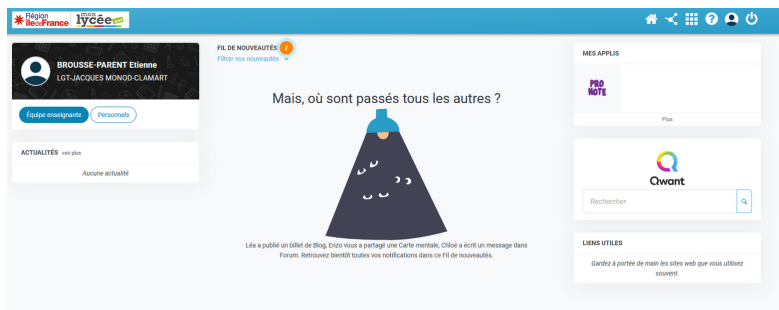 Région
îledeFrance
mon
lycée.net
BROUSSE-PARENT Etienne
LGT-JACQUES MONOD-CLAMART
Équipe enseignante
Personnels
ACTUALITÉS voir plus
Aucune actualité
FIL DE NOUVEAUTÉS i
Filtrer vos nouveautés
Mais, où sont passés tous les autres ?
Léa a publié un billet de Blog, Enzo vous a partagé une Carte mentale, Chloé a écrit un message dans
Forum. Retrouvez bientôt toutes vos notifications dans ce Fil de nouveautés.
MES APPLIS
PRO
NOTE
Plus
Qwant
Rechercher
LIENS UTILES
Gardez à portée de main les sites web que vous utilisez
souvent.